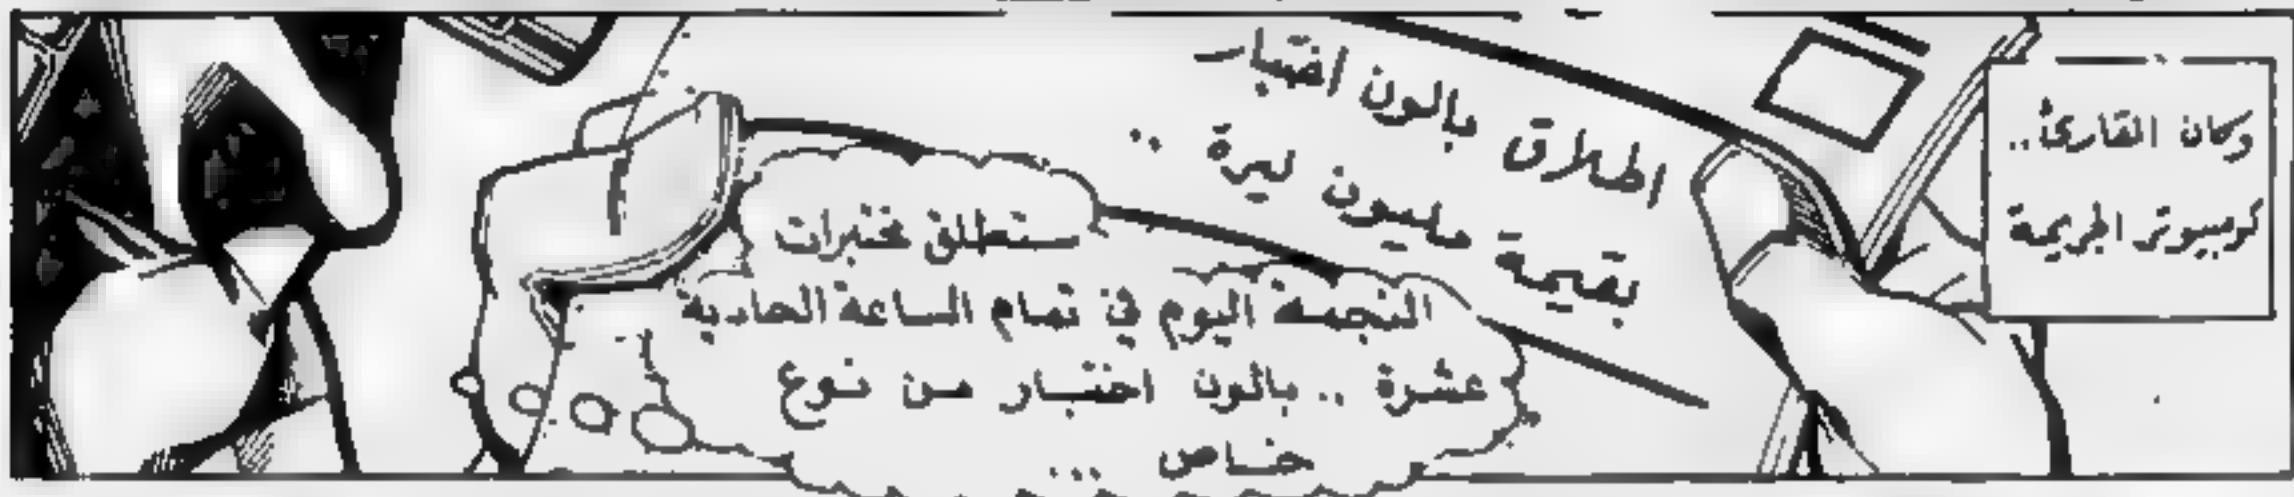 وكان القارئ..
كومبيوتر الجريمة
اطلاق بالون اختبار
بقيمة مليون ليرة ..
ستطلق مختبرات
النجمة اليوم في تمام الساعة الحادية
عشرة .. بالون اختبار من نوع
خاص ...